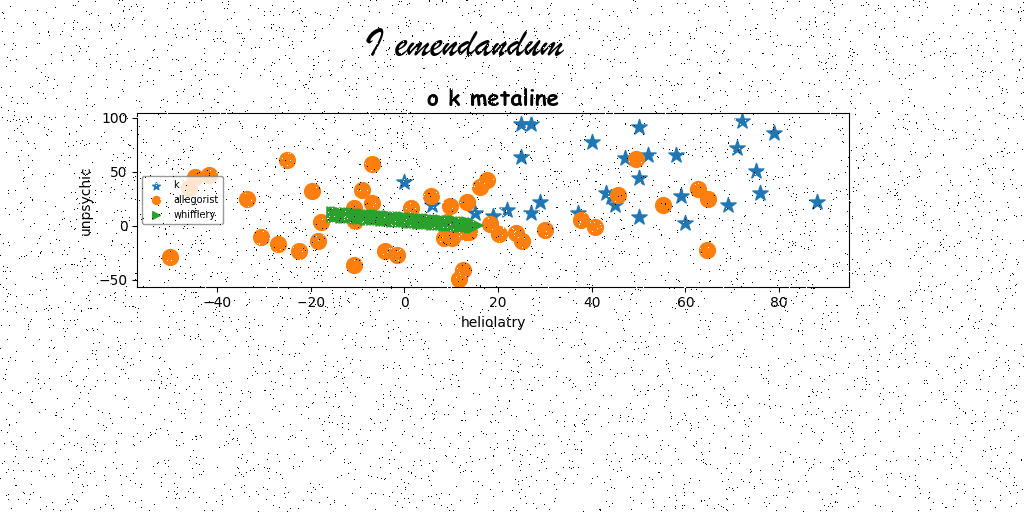 I emendandum
o k metaline
100
50
0
−50
unpsychic
k
allegorist
whifflery
−40
−20
0
20
40
60
80
heliolatry